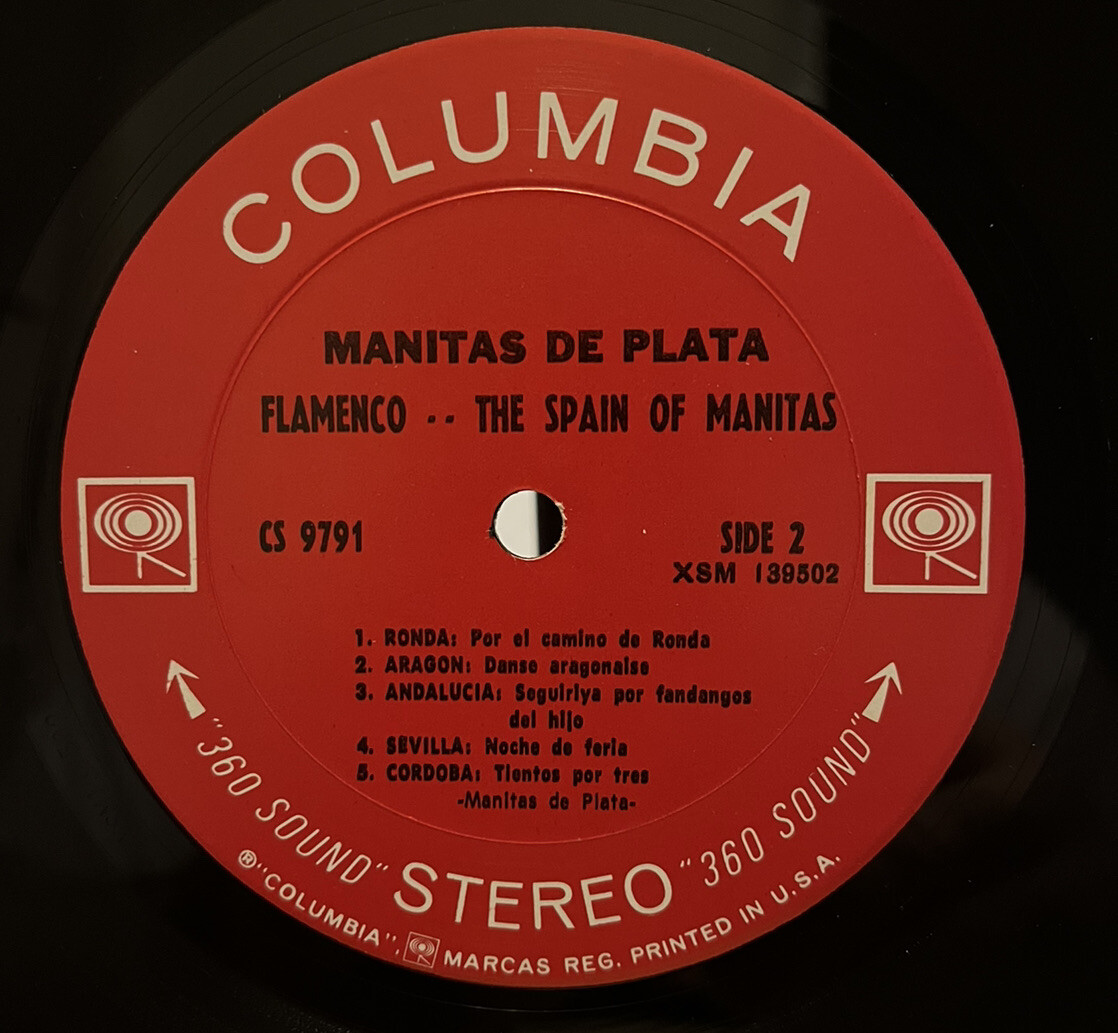 COLUMBIA
MANITAS DE PLATA
FLAMENCO -- THE SPAIN OF MANITAS
CS 9791
SIDE 2
XSM 139502
1. RONDA: Por el camino de Ronda
2. ARAGON: Danse aragonaise
3. ANDALUCIA: Seguiriya por fandangos
del hijo
4. SEVILLA: Noche de feria
5. CORDOBA: Tientos por tres
-Manitas de Plata-
"360 SOUND" STEREO "360 SOUND"
®"COLUMBIA", MARCAS REG. PRINTED IN U.S.A.